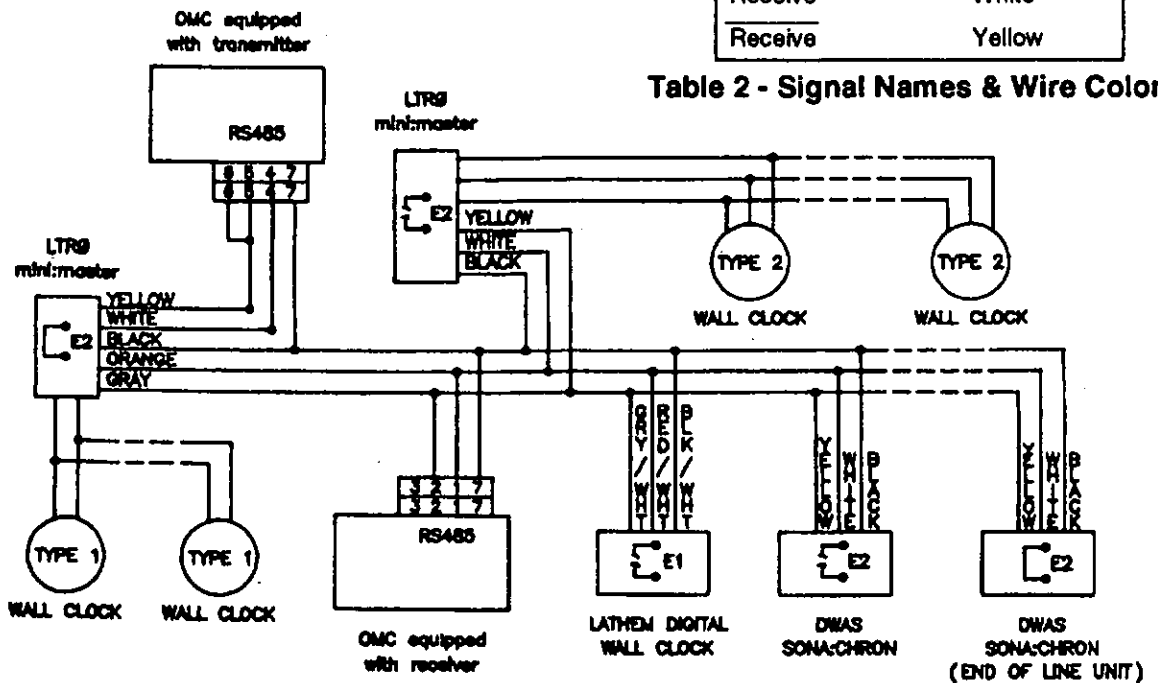 Receive White
Receive Yellow
Table 2 - Signal Names & Wire Color
OMC equipped
with transmitter
RS485
6 5 4 7
6 5 4 7
LTR9
mini:master
E2
YELLOW
WHITE
BLACK
TYPE 2
WALL CLOCK
TYPE 2
WALL CLOCK
LTR9
mini:master
E2
YELLOW
WHITE
BLACK
ORANGE
GRAY
TYPE 1
WALL CLOCK
TYPE 1
WALL CLOCK
3 2 1 7
3 2 1 7
RS485
OMC equipped
with receiver
GRY/WHT
RED/WHT
BLK/WHT
E1
LATHEM DIGITAL
WALL CLOCK
YELLOW
WHITE
BLACK
E2
DWAS
SONA:CHRON
YELLOW
WHITE
BLACK
E2
DWAS
SONA:CHRON
(END OF LINE UNIT)